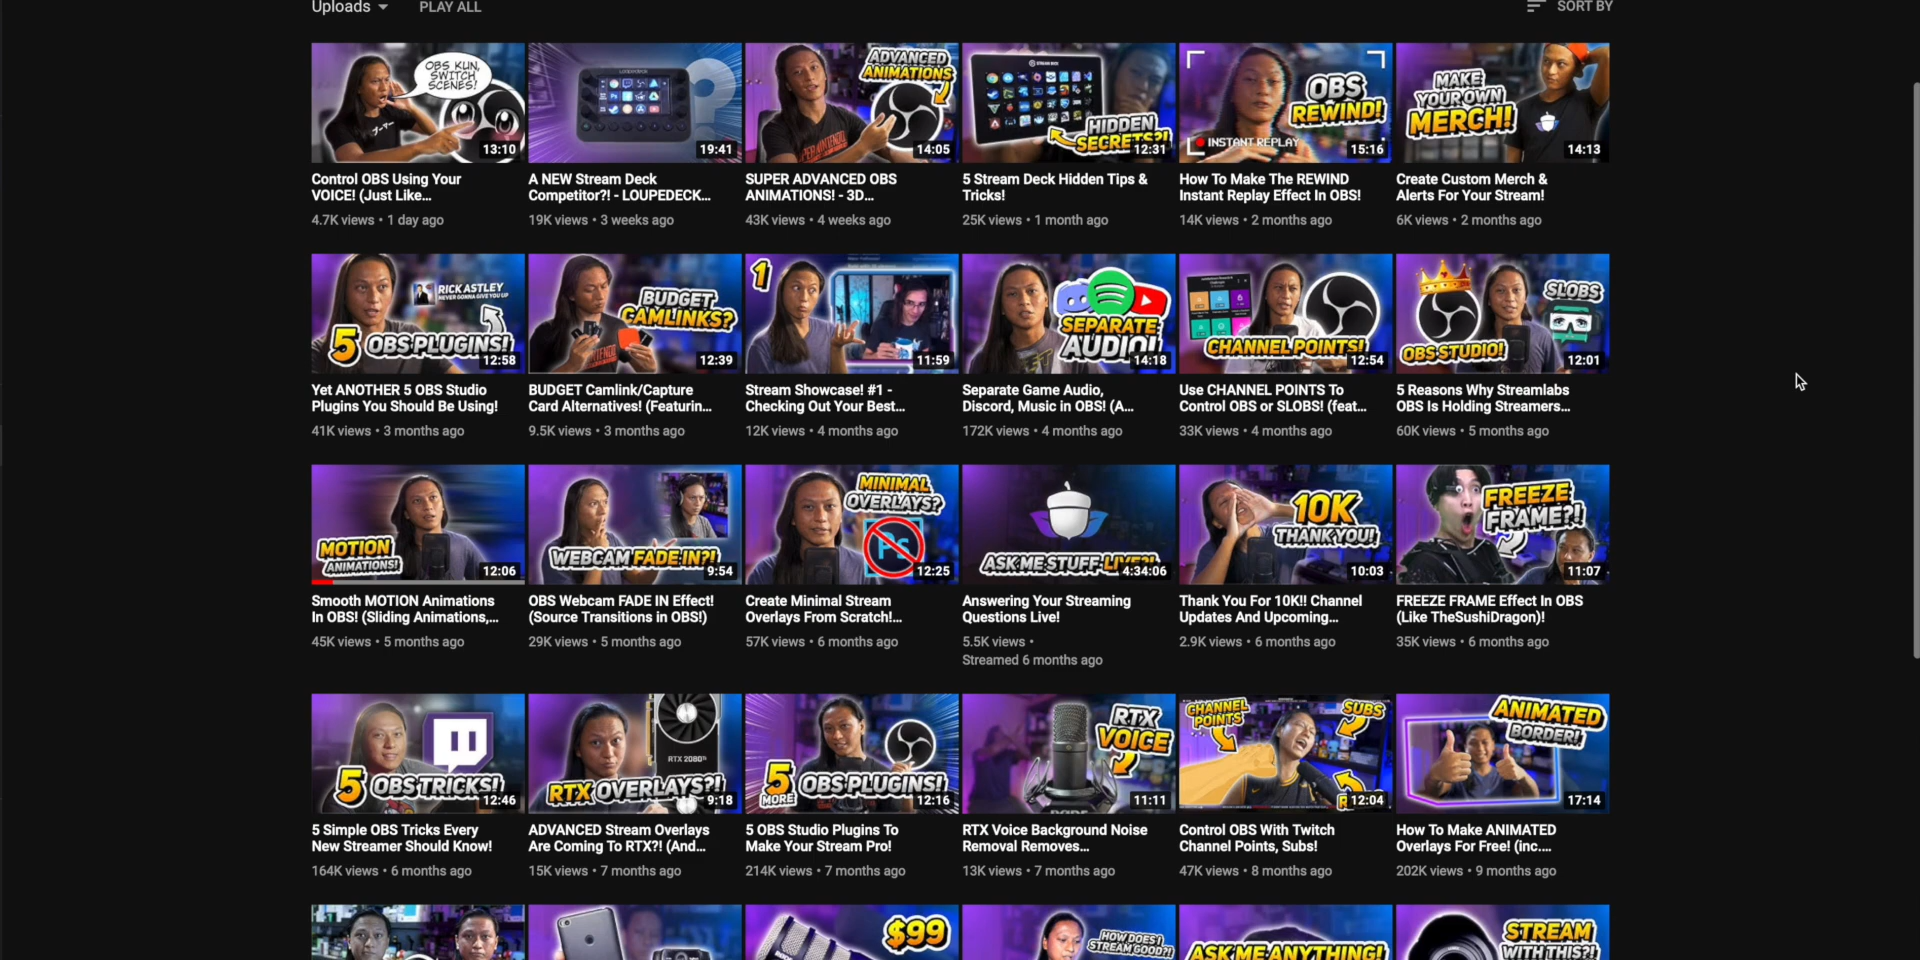 Uploads
PLAY ALL
SORT BY
OBS KUN,
SWITCH
SCENES!
13:10
LOUPEDECK
19:41
ADVANCED
ANIMATIONS
14:05
HIDDEN
SECRETS?!
12:31
OBS
REWIND!
INSTANT REPLAY
15:16
MAKE
YOUR OWN
MERCH!
14:13
Control OBS Using Your
VOICE! (Just Like...
4.7K views • 1 day ago
A NEW Stream Deck
Competitor?! - LOUPEDECK...
19K views • 3 weeks ago
SUPER ADVANCED OBS
ANIMATIONS! - 3D...
43K views • 4 weeks ago
5 Stream Deck Hidden Tips &
Tricks!
25K views • 1 month ago
How To Make The REWIND
Instant Replay Effect In OBS!
14K views • 2 months ago
Create Custom Merch &
Alerts For Your Stream!
6K views • 2 months ago
RICK ASTLEY
NEVER GONNA GIVE YOU UP
5 OBS PLUGINS!
12:58
BUDGET
CAMLINKS?
12:39
1
11:59
SEPARATE
AUDIO!
14:18
CHANNEL POINTS!
12:54
SLOBS
OBS STUDIO!
12:01
Yet ANOTHER 5 OBS Studio
Plugins You Should Be Using!
41K views • 3 months ago
BUDGET Camlink/Capture
Card Alternatives! (Featurin...
9.5K views • 3 months ago
Stream Showcase! #1 -
Checking Out Your Best...
12K views • 4 months ago
Separate Game Audio,
Discord, Music in OBS! (A...
172K views • 4 months ago
Use CHANNEL POINTS To
Control OBS or SLOBS! (feat...
33K views • 4 months ago
5 Reasons Why Streamlabs
OBS Is Holding Streamers...
60K views • 5 months ago
MOTION
ANIMATIONS!
12:06
WEBCAM FADE IN?!
9:54
MINIMAL
OVERLAYS?
Ps
12:25
ASK ME STUFF LIVE?!
4:34:06
10K
THANK YOU!
10:03
FREEZE
FRAME?!
11:07
Smooth MOTION Animations
In OBS! (Sliding Animations,...
45K views • 5 months ago
OBS Webcam FADE IN Effect!
(Source Transitions in OBS!)
29K views • 5 months ago
Create Minimal Stream
Overlays From Scratch!...
57K views • 6 months ago
Answering Your Streaming
Questions Live!
5.5K views •
Streamed 6 months ago
Thank You For 10K!! Channel
Updates And Upcoming...
2.9K views • 6 months ago
FREEZE FRAME Effect In OBS
(Like TheSushiDragon)!
35K views • 6 months ago
5 OBS TRICKS!
12:46
RTX 2080
RTX OVERLAYS?!
9:18
5 MORE OBS PLUGINS!
12:16
RTX
VOICE
11:11
CHANNEL
POINTS
SUBS
12:04
ANIMATED
BORDER!
17:14
5 Simple OBS Tricks Every
New Streamer Should Know!
164K views • 6 months ago
ADVANCED Stream Overlays
Are Coming To RTX?! (And...
15K views • 7 months ago
5 OBS Studio Plugins To
Make Your Stream Pro!
214K views • 7 months ago
RTX Voice Background Noise
Removal Removes...
13K views • 7 months ago
Control OBS With Twitch
Channel Points, Subs!
47K views • 8 months ago
How To Make ANIMATED
Overlays For Free! (inc....
202K views • 9 months ago
$99
HOW DOES I
STREAM GOOD?!
ASK ME ANYTHING!
STREAM
WITH THIS?!